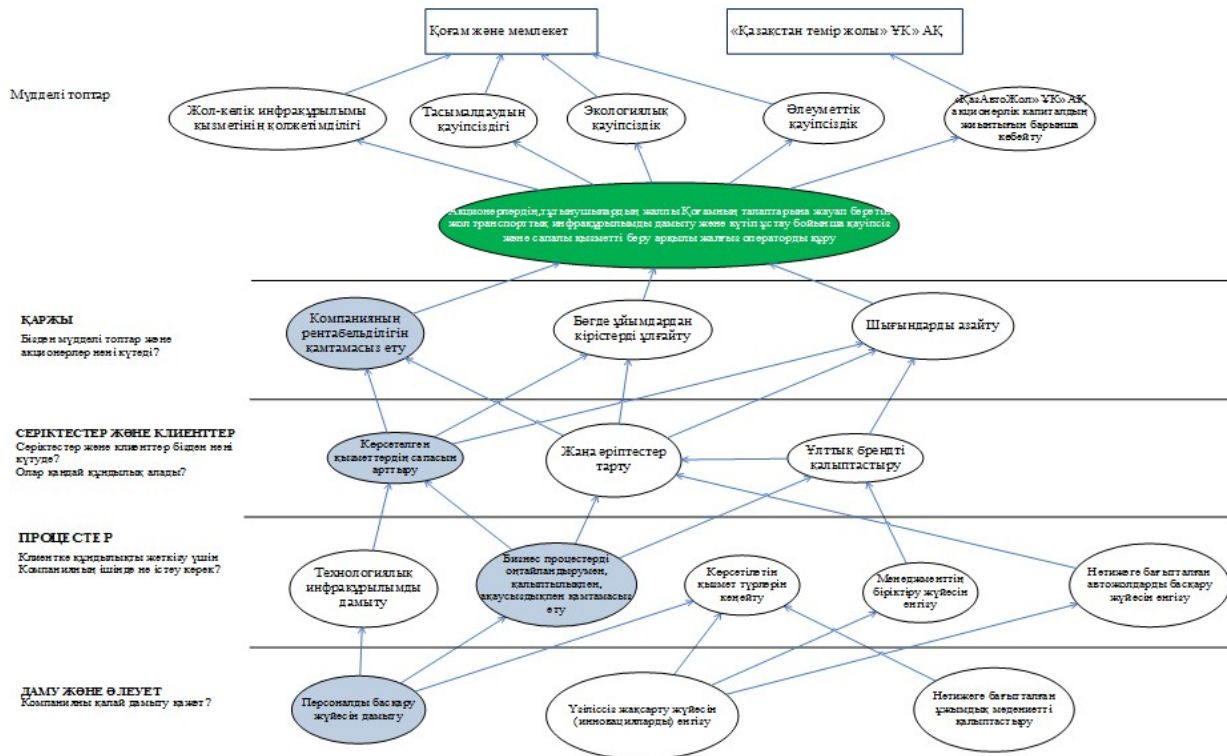 Қоғам және мемлекет
«Қазақстан темір жолы» ҰК» АҚ
Мүдделі топтар
Жол-көлік инфрақұрылымы
қызметінің қолжетімділігі
Тасымалдаудың
қауіпсіздігі
Экологиялық
қауіпсіздік
Әлеуметтік
қауіпсіздік
«ҚазАвтоЖол» ҰК» АҚ
акционерлік капиталдың
жиынтығын барынша
көбейту
Акционерлердің,тұтынушылардың жалпы Қоғамның талаптарына жауап беретін
жол транспорттық инфрақұрылымды дамыту және күтіп ұстау бойынша қауіпсіз
және сапалы қызметті беру арқылы жалғыз операторды құру
ҚАРЖЫ
Бізден мүдделі топтар және
акционерлер нені күтеді?
Компанияның
рентабельділігін
қамтамасыз ету
Бөгде ұйымдардан
кірістерді ұлғайту
Шығындарды азайту
СЕРІКТЕСТЕР ЖӘНЕ КЛИЕНТТЕР
Серіктестер және клиенттер бізден нені
күтуде?
Олар қандай құндылық алады?
Көрсетелген
қызметтердің сапасын
арттыру
Жаңа әріптестер
тарту
Ұлттық брендті
қалыптастыру
ПРОЦЕСТЕР
Клиентке құндылықты жеткізу үшін
Компанияның ішінде не істеу керек?
Технологиялық
инфрақұрылымды
дамыту
Бизнес процестерді
оңтайландырумен,
қалыптылықпен,
ақаусыздықпен қамтамасыз
ету
Көрсетілетін
қызмет түрлерін
кеңейту
Менеджменттің
біріктіру жүйесін
енгізу
Нәтижеге бағытталған
автожолдарды басқару
жүйесін енгізу
ДАМУ ЖӘНЕ ӘЛЕУЕТ
Компанияны қалай дамыту қажет?
Персоналды басқару
жүйесін дамыту
Үзіліссіз жақсарту жүйесін
(инновацияларды) енгізу
Нәтижеге бағытталған
ұжымдық мәдениетті
қалыптастыру